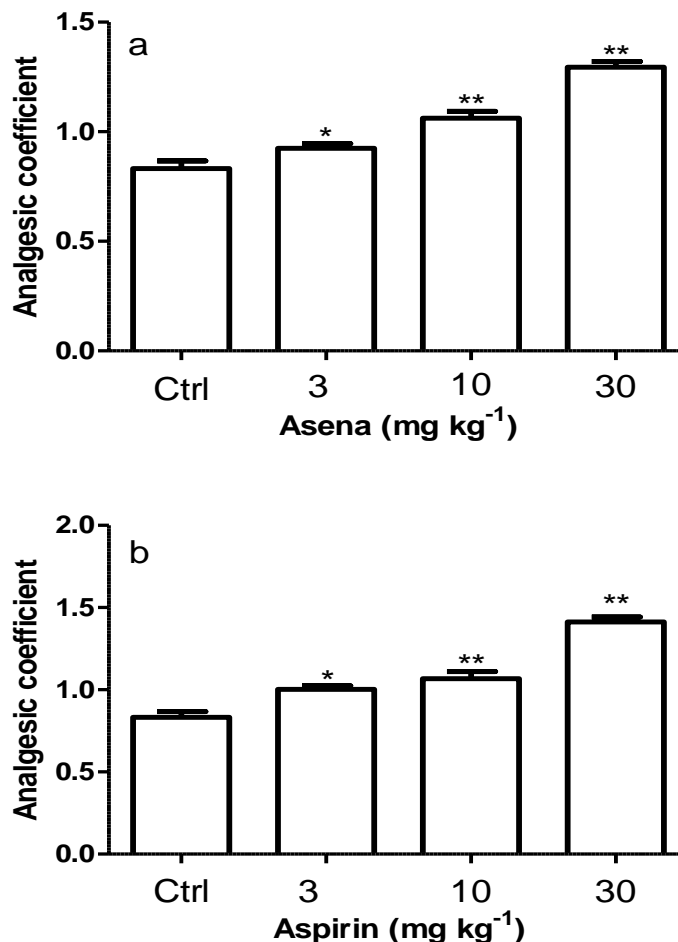 a
Analgesic coefficient
1.5
1.0
0.5
0.0
*
**
**
Ctrl 3 10 30
Asena (mg kg⁻¹)
b
Analgesic coefficient
2.0
1.5
1.0
0.5
0.0
*
**
**
Ctrl 3 10 30
Aspirin (mg kg⁻¹)